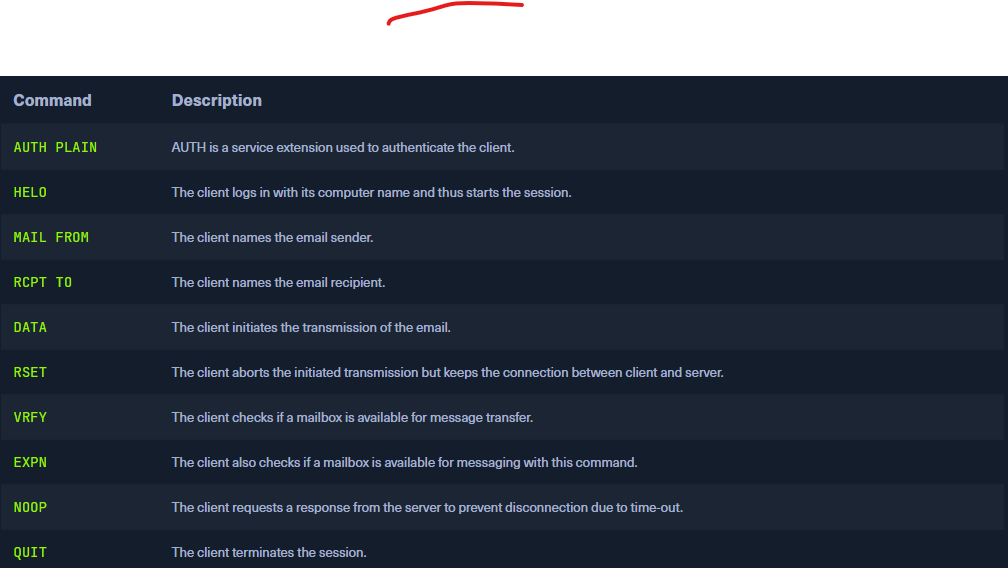 Command Description
AUTH PLAIN AUTH is a service extension used to authenticate the client.
HELO The client logs in with its computer name and thus starts the session.
MAIL FROM The client names the email sender.
RCPT TO The client names the email recipient.
DATA The client initiates the transmission of the email.
RSET The client aborts the initiated transmission but keeps the connection between client and server.
VRFY The client checks if a mailbox is available for message transfer.
EXPN The client also checks if a mailbox is available for messaging with this command.
NOOP The client requests a response from the server to prevent disconnection due to time-out.
QUIT The client terminates the session.